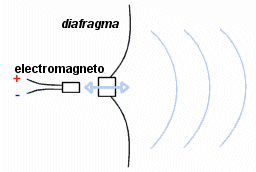 diafragma
electromagneto
+
-